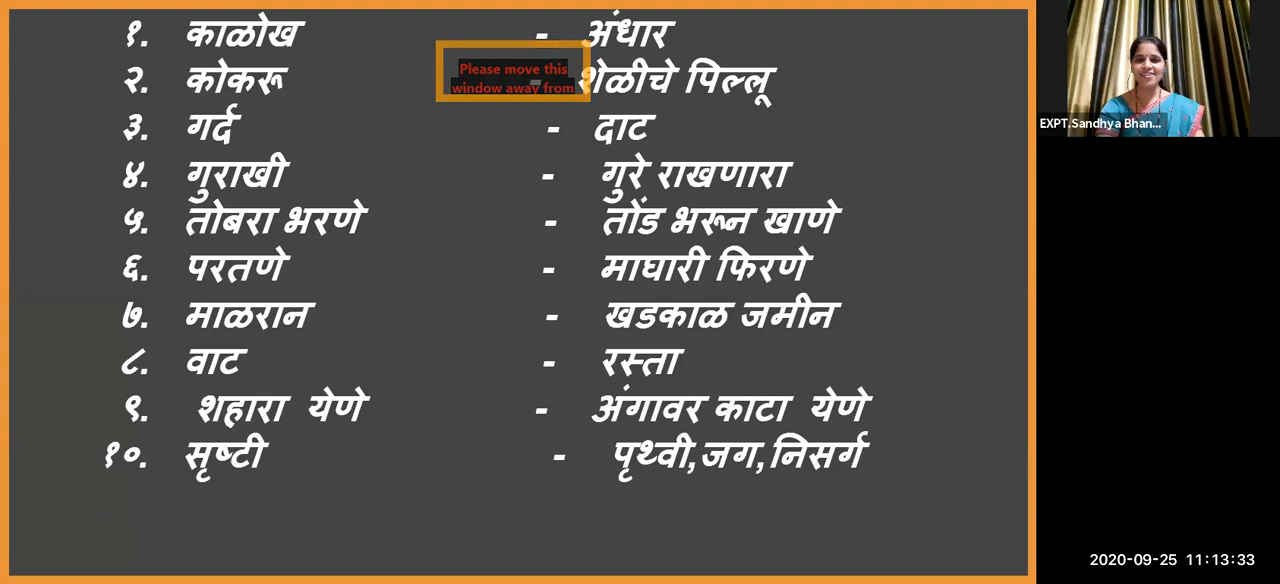 १. काळोख - अंधार
२. कोकरू - शेळीचे पिल्लू
Please move this
window away from
३. गर्द - दाट
४. गुराखी - गुरे राखणारा
५. तोबरा भरणे - तोंड भरून खाणे
६. परतणे - माघारी फिरणे
७. माळरान - खडकाळ जमीन
८. वाट - रस्ता
९. शहारा येणे - अंगावर काटा येणे
१०. सृष्टी - पृथ्वी,जग,निसर्ग
EXPT.Sandhya Bhan...
2020-09-25 11:13:33